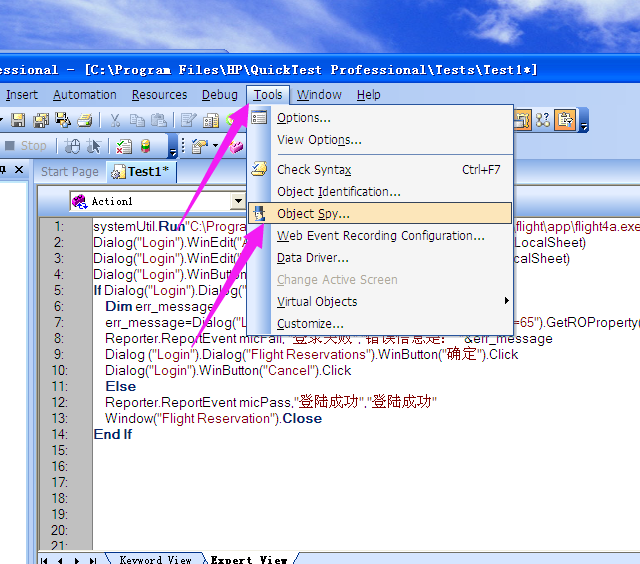 essional - [C:\Program Files\HP\QuickTest Professional\Tests\Test1*]
Insert Automation Resources Debug Tools Window Help
Options...
View Options...
Stop
Check Syntax Ctrl+F7
Start Page Test1*
Object Identification...
Action1
Object Spy...
1: systemUtil.Run"C:\Progra flight\app\flight4a.exe
Web Event Recording Configuration...
2: Dialog("Login").WinEdit("A LocalSheet)
3: Dialog("Login").WinEdit( calSheet)
Data Driver...
4: Dialog("Login").WinButton
Change Active Screen
5: If Dialog("Login").Dialog("
Virtual Objects
6: Dim err_message
7: err_message=Dialog("L =65").GetROProperty(
Customize...
8: Reporter.ReportEvent micFail,"登录失败","错误信息是: "&err_message
9: Dialog ("Login").Dialog("Flight Reservations").WinButton("确定").Click
10: Dialog("Login").WinButton("Cancel").Click
11: Else
12: Reporter.ReportEvent micPass,"登陆成功","登陆成功"
13: Window("Flight Reservation").Close
14: End If
15:
16:
17:
18:
19:
20:
21:
Keyword View Expert View